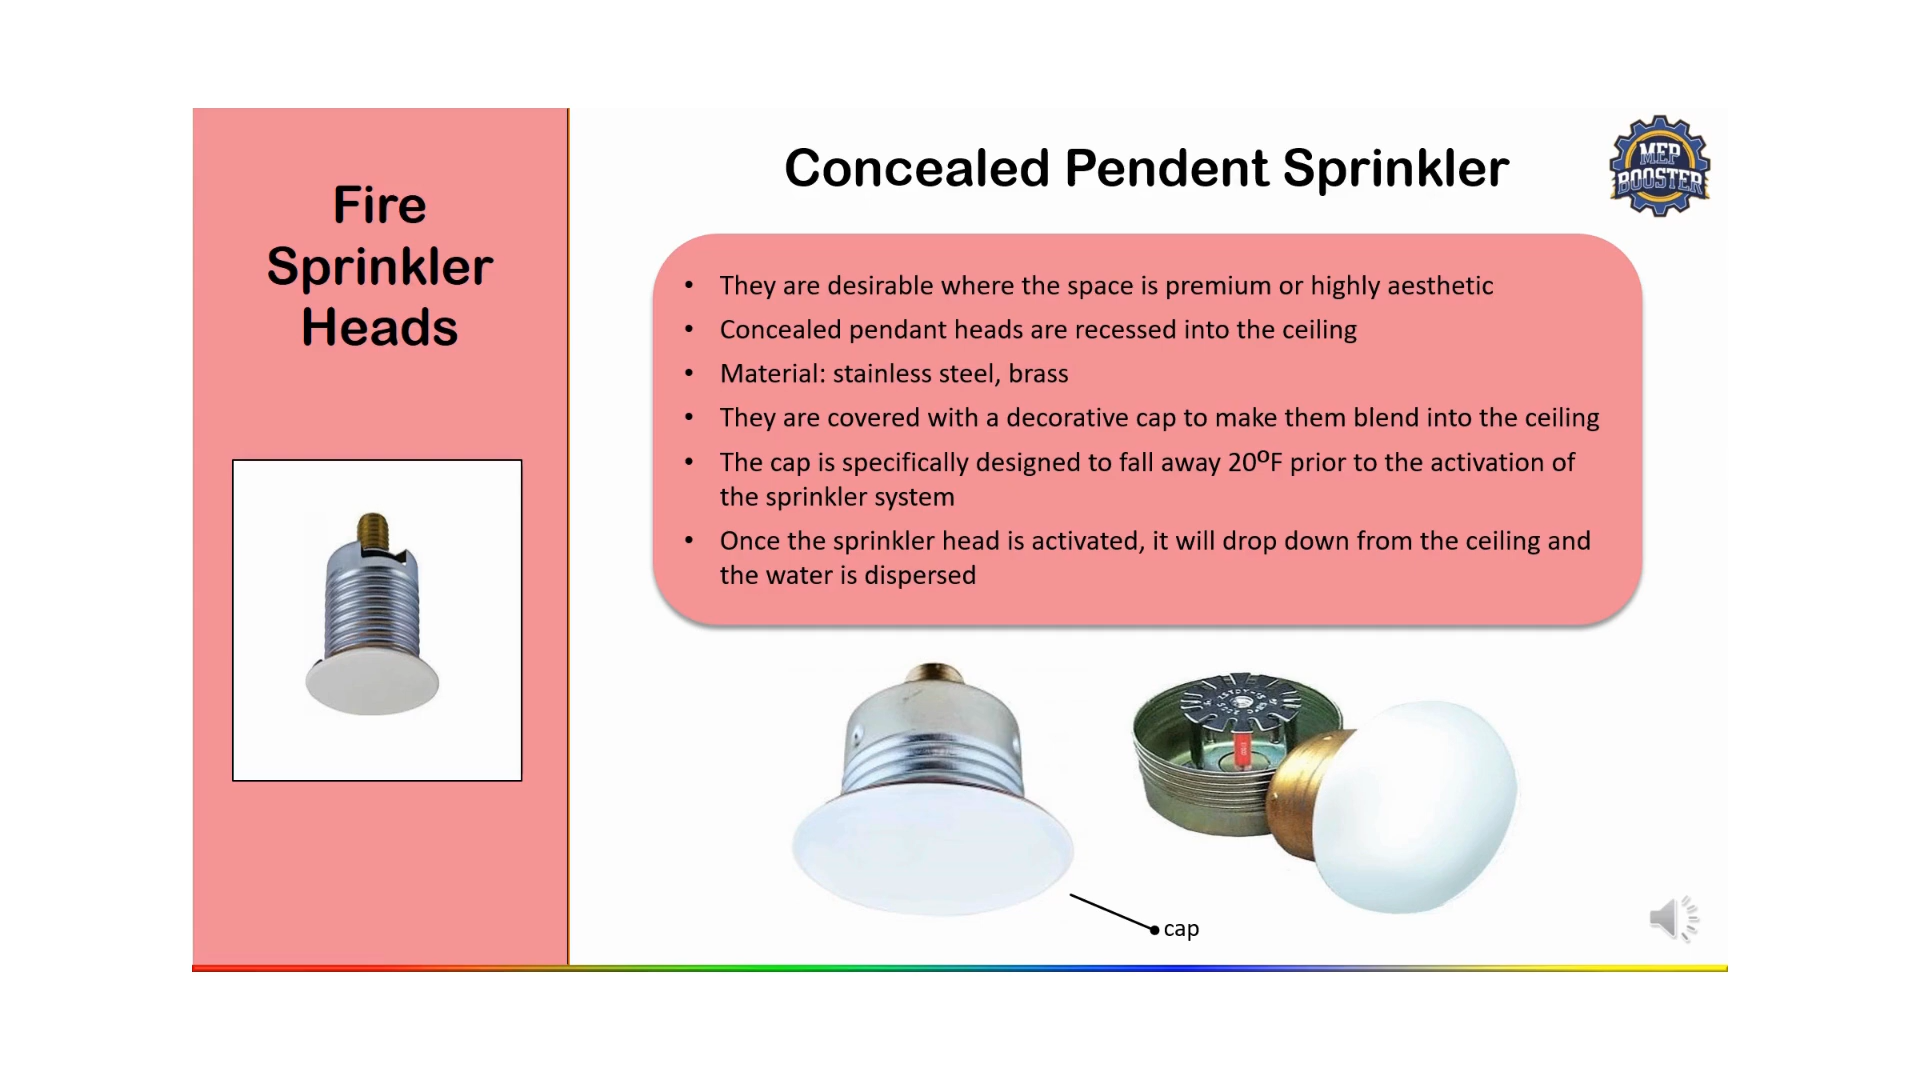 Fire
Sprinkler
Heads
Concealed Pendent Sprinkler
MEP
BOOSTER
• They are desirable where the space is premium or highly aesthetic
• Concealed pendant heads are recessed into the ceiling
• Material: stainless steel, brass
• They are covered with a decorative cap to make them blend into the ceiling
• The cap is specifically designed to fall away 20ºF prior to the activation of
the sprinkler system
• Once the sprinkler head is activated, it will drop down from the ceiling and
the water is dispersed
cap